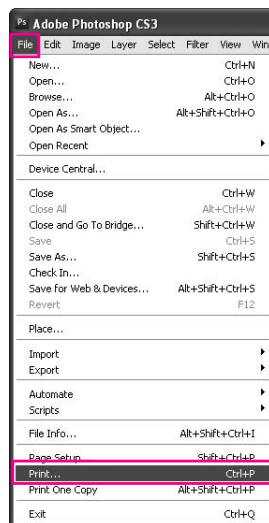 Ps Adobe Photoshop CS3
File Edit Image Layer Select Filter View Win
New... Ctrl+N
Open... Ctrl+O
Browse... Alt+Ctrl+O
Open As... Alt+Shift+Ctrl+O
Open As Smart Object...
Open Recent
Device Central...
Close Ctrl+W
Close All Alt+Ctrl+W
Close and Go To Bridge... Shift+Ctrl+W
Save Ctrl+S
Save As... Shift+Ctrl+S
Check In...
Save for Web & Devices... Alt+Shift+Ctrl+S
Revert F12
Place...
Import
Export
Automate
Scripts
File Info... Alt+Shift+Ctrl+I
Page Setup... Shift+Ctrl+P
Print... Ctrl+P
Print One Copy Alt+Shift+Ctrl+P
Exit Ctrl+Q